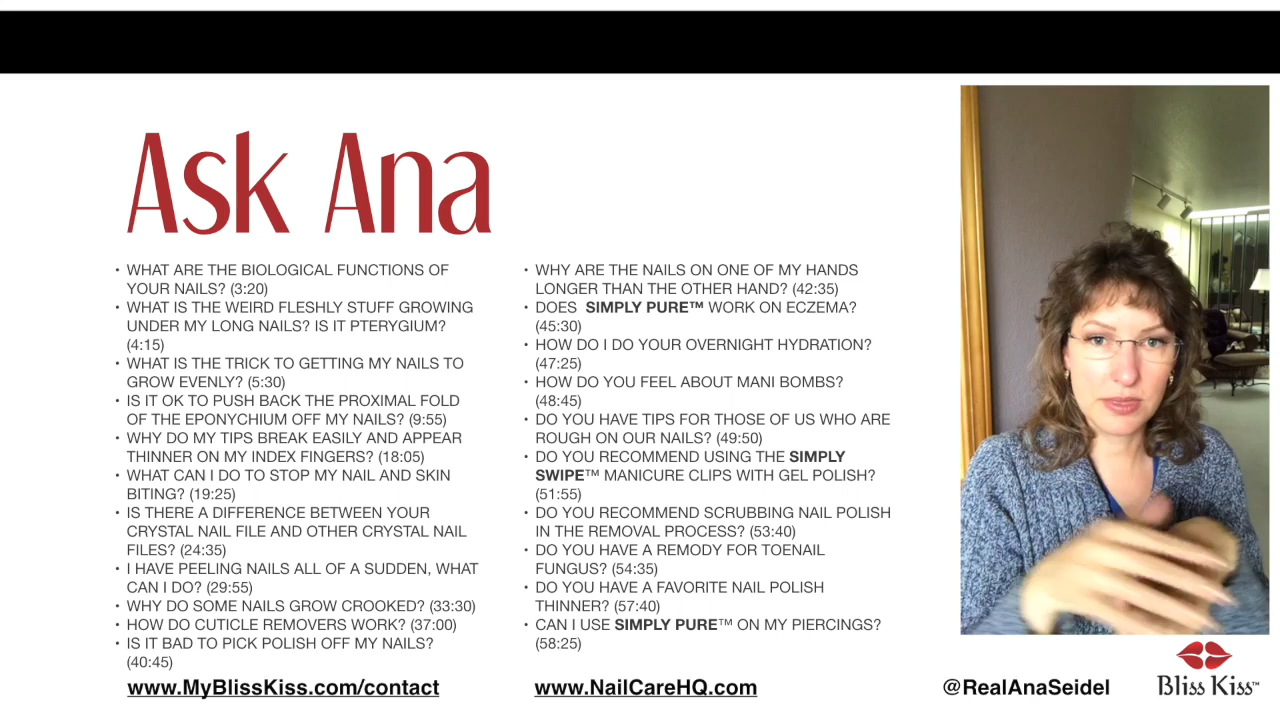 Ask Ana
• WHAT ARE THE BIOLOGICAL FUNCTIONS OF
YOUR NAILS? (3:20)
• WHAT IS THE WEIRD FLESHLY STUFF GROWING
UNDER MY LONG NAILS? IS IT PTERYGIUM?
(4:15)
• WHAT IS THE TRICK TO GETTING MY NAILS TO
GROW EVENLY? (5:30)
• IS IT OK TO PUSH BACK THE PROXIMAL FOLD
OF THE EPONYCHIUM OFF MY NAILS? (9:55)
• WHY DO MY TIPS BREAK EASILY AND APPEAR
THINNER ON MY INDEX FINGERS? (18:05)
• WHAT CAN I DO TO STOP MY NAIL AND SKIN
BITING? (19:25)
• IS THERE A DIFFERENCE BETWEEN YOUR
CRYSTAL NAIL FILE AND OTHER CRYSTAL NAIL
FILES? (24:35)
• I HAVE PEELING NAILS ALL OF A SUDDEN, WHAT
CAN I DO? (29:55)
• WHY DO SOME NAILS GROW CROOKED? (33:30)
• HOW DO CUTICLE REMOVERS WORK? (37:00)
• IS IT BAD TO PICK POLISH OFF MY NAILS?
(40:45)
• WHY ARE THE NAILS ON ONE OF MY HANDS
LONGER THAN THE OTHER HAND? (42:35)
• DOES SIMPLY PURE™ WORK ON ECZEMA?
(45:30)
• HOW DO I DO YOUR OVERNIGHT HYDRATION?
(47:25)
• HOW DO YOU FEEL ABOUT MANI BOMBS?
(48:45)
• DO YOU HAVE TIPS FOR THOSE OF US WHO ARE
ROUGH ON OUR NAILS? (49:50)
• DO YOU RECOMMEND USING THE SIMPLY
SWIPE™ MANICURE CLIPS WITH GEL POLISH?
(51:55)
• DO YOU RECOMMEND SCRUBBING NAIL POLISH
IN THE REMOVAL PROCESS? (53:40)
• DO YOU HAVE A REMODY FOR TOENAIL
FUNGUS? (54:35)
• DO YOU HAVE A FAVORITE NAIL POLISH
THINNER? (57:40)
• CAN I USE SIMPLY PURE™ ON MY PIERCINGS?
(58:25)
www.MyBlissKiss.com/contact
www.NailCareHQ.com
@RealAnaSeidel
Bliss Kiss™